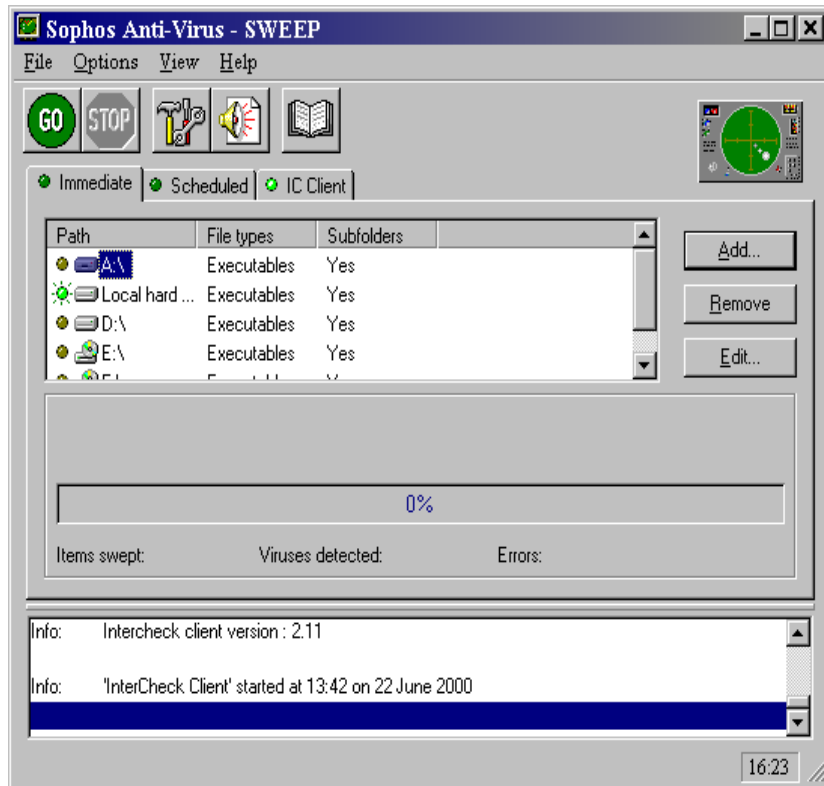 Sophos Anti-Virus - SWEEP
File Options View Help
GO STOP
Immediate Scheduled IC Client
Path File types Subfolders
A:\ Executables Yes
Local hard ... Executables Yes
D:\ Executables Yes
E:\ Executables Yes
Add...
Remove
Edit...
0%
Items swept: Viruses detected: Errors:
Info: Intercheck client version : 2.11
Info: 'InterCheck Client' started at 13:42 on 22 June 2000
16:23